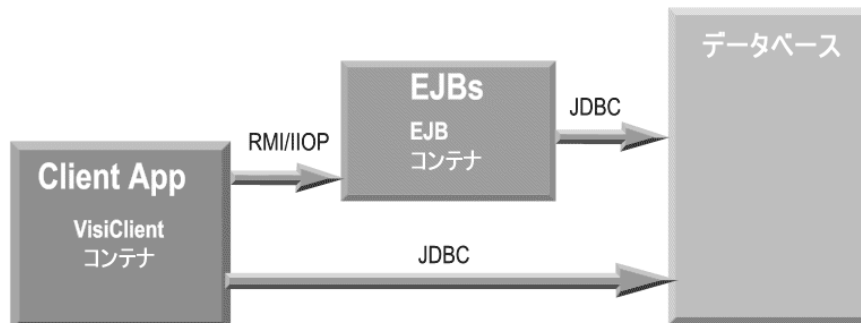 データベース
EJBs
EJB
コンテナ
JDBC
RMI/IIOP
Client App
VisiClient
コンテナ
JDBC